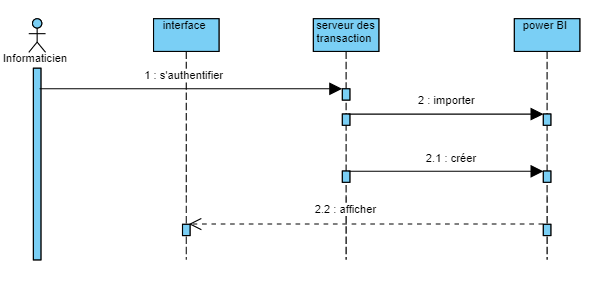 interface
serveur des
transaction
power BI
Informaticien
1 : s'authentifier
2 : importer
2.1 : créer
2.2 : afficher